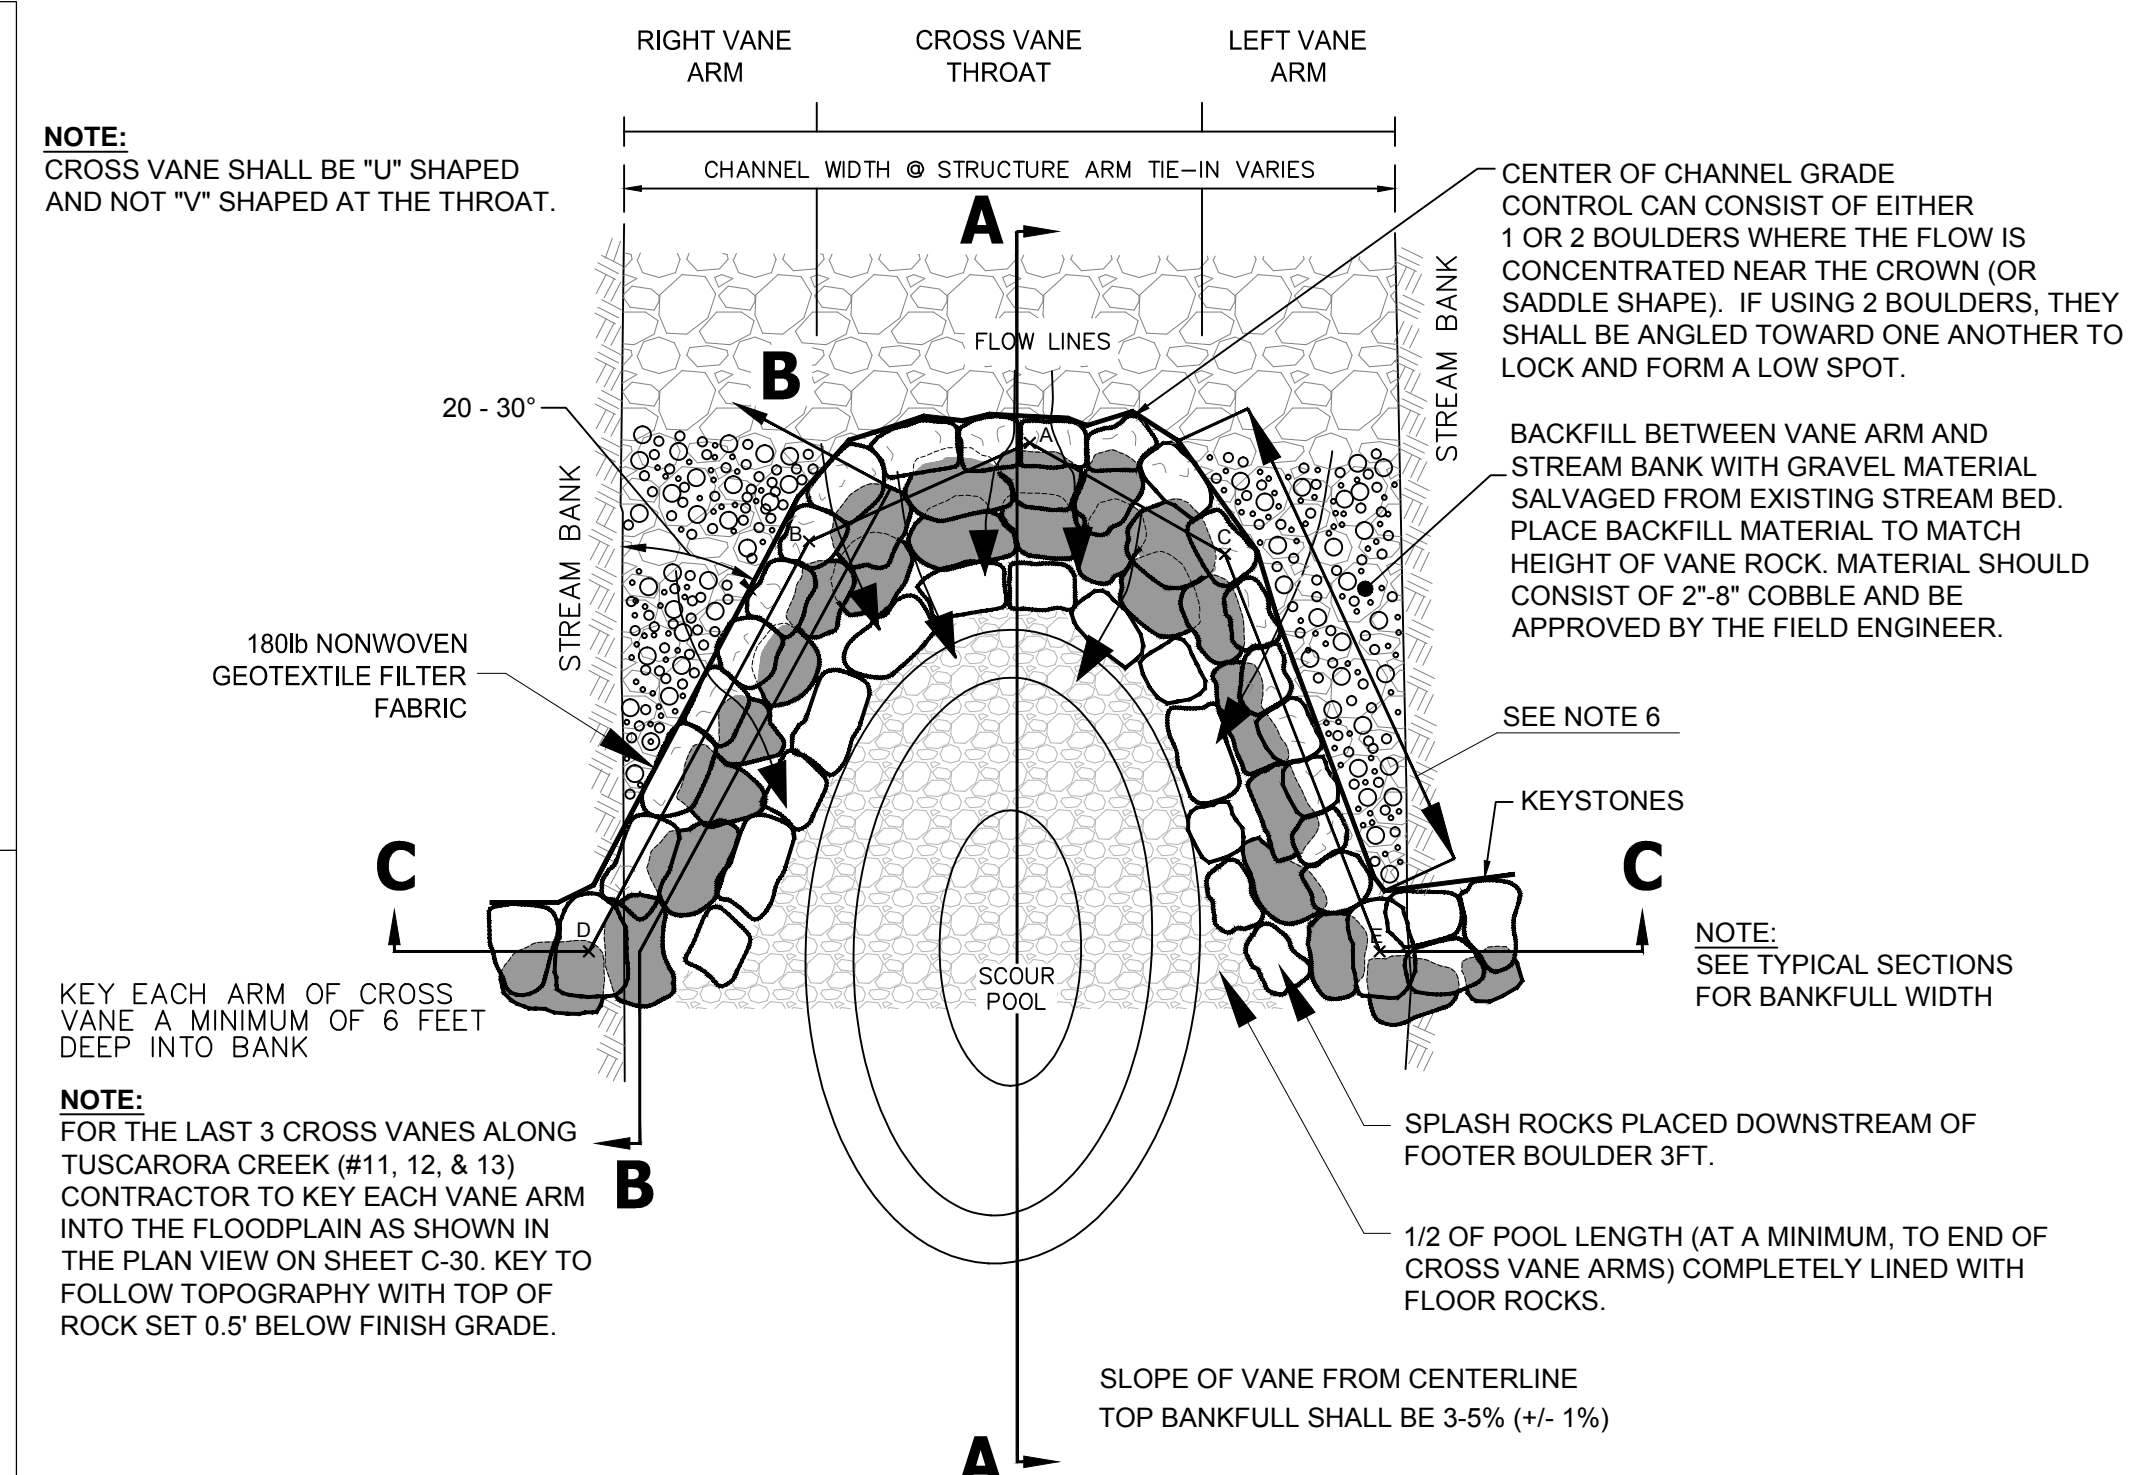 RIGHT VANE
ARM
CROSS VANE
THROAT
LEFT VANE
ARM
NOTE:
CROSS VANE SHALL BE "U" SHAPED
AND NOT "V" SHAPED AT THE THROAT.
CHANNEL WIDTH @ STRUCTURE ARM TIE-IN VARIES
CENTER OF CHANNEL GRADE
CONTROL CAN CONSIST OF EITHER
1 OR 2 BOULDERS WHERE THE FLOW IS
CONCENTRATED NEAR THE CROWN (OR
SADDLE SHAPE).  IF USING 2 BOULDERS, THEY
SHALL BE ANGLED TOWARD ONE ANOTHER TO
LOCK AND FORM A LOW SPOT.
A
STREAM BANK
FLOW LINES
B
20 - 30°
A
B
C
STREAM BANK
BACKFILL BETWEEN VANE ARM AND
STREAM BANK WITH GRAVEL MATERIAL
SALVAGED FROM EXISTING STREAM BED.
PLACE BACKFILL MATERIAL TO MATCH
HEIGHT OF VANE ROCK. MATERIAL SHOULD
CONSIST OF 2"-8" COBBLE AND BE
APPROVED BY THE FIELD ENGINEER.
180lb NONWOVEN
GEOTEXTILE FILTER
FABRIC
SEE NOTE 6
KEYSTONES
C
C
D
E
NOTE:
SEE TYPICAL SECTIONS
FOR BANKFULL WIDTH
SCOUR
POOL
KEY EACH ARM OF CROSS
VANE A MINIMUM OF 6 FEET
DEEP INTO BANK
NOTE:
FOR THE LAST 3 CROSS VANES ALONG
TUSCARORA CREEK (#11, 12, & 13)
CONTRACTOR TO KEY EACH VANE ARM
INTO THE FLOODPLAIN AS SHOWN IN
THE PLAN VIEW ON SHEET C-30. KEY TO
FOLLOW TOPOGRAPHY WITH TOP OF
ROCK SET 0.5' BELOW FINISH GRADE.
B
SPLASH ROCKS PLACED DOWNSTREAM OF
FOOTER BOULDER 3FT.
1/2 OF POOL LENGTH (AT A MINIMUM, TO END OF
CROSS VANE ARMS) COMPLETELY LINED WITH
FLOOR ROCKS.
SLOPE OF VANE FROM CENTERLINE
TOP BANKFULL SHALL BE 3-5% (+/- 1%)
A